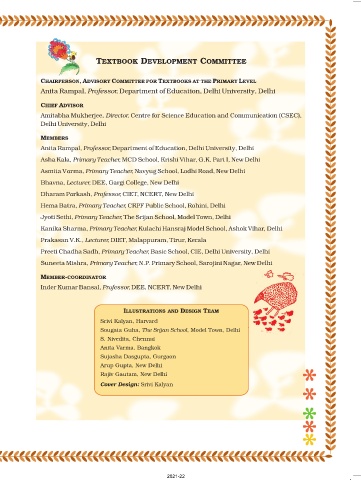 TEXTBOOK DEVELOPMENT COMMITTEE
CHAIRPERSON, ADVISORY COMMITTEE FOR TEXTBOOKS AT THE PRIMARY LEVEL
Anita Rampal, Professor, Department of Education, Delhi University, Delhi
CHIEF ADVISOR
Amitabha Mukherjee, Director, Centre for Science Education and Communication (CSEC),
Delhi University, Delhi
MEMBERS
Anita Rampal, Professor, Department of Education, Delhi University, Delhi
Asha Kala, Primary Teacher, MCD School, Krishi Vihar, G.K. Part I, New Delhi
Asmita Varma, Primary Teacher, Navyug School, Lodhi Road, New Delhi
Bhavna, Lecturer, DEE, Gargi College, New Delhi
Dharam Parkash, Professor, CIET, NCERT, New Delhi
Hema Batra, Primary Teacher, CRPF Public School, Rohini, Delhi
Jyoti Sethi, Primary Teacher, The Srijan School, Model Town, Delhi
Kanika Sharma, Primary Teacher, Kulachi Hansraj Model School, Ashok Vihar, Delhi
Prakasan V.K., Lecturer, DIET, Malappuram, Tirur, Kerala
Preeti Chadha Sadh, Primary Teacher, Basic School, CIE, Delhi University, Delhi
Suneeta Mishra, Primary Teacher, N.P. Primary School, Sarojini Nagar, New Delhi
MEMBER-COORDINATOR
Inder Kumar Bansal, Professor, DEE, NCERT, New Delhi
ILLUSTRATIONS AND DESIGN TEAM
Srivi Kalyan, Harvard
Sougata Guha, The Srijan School, Model Town, Delhi
S. Nivedita, Chennai
Anita Varma, Bangkok
Sujasha Dasgupta, Gurgaon
Arup Gupta, New Delhi
Rajiv Gautam, New Delhi
Cover Design: Srivi Kalyan
2021-22